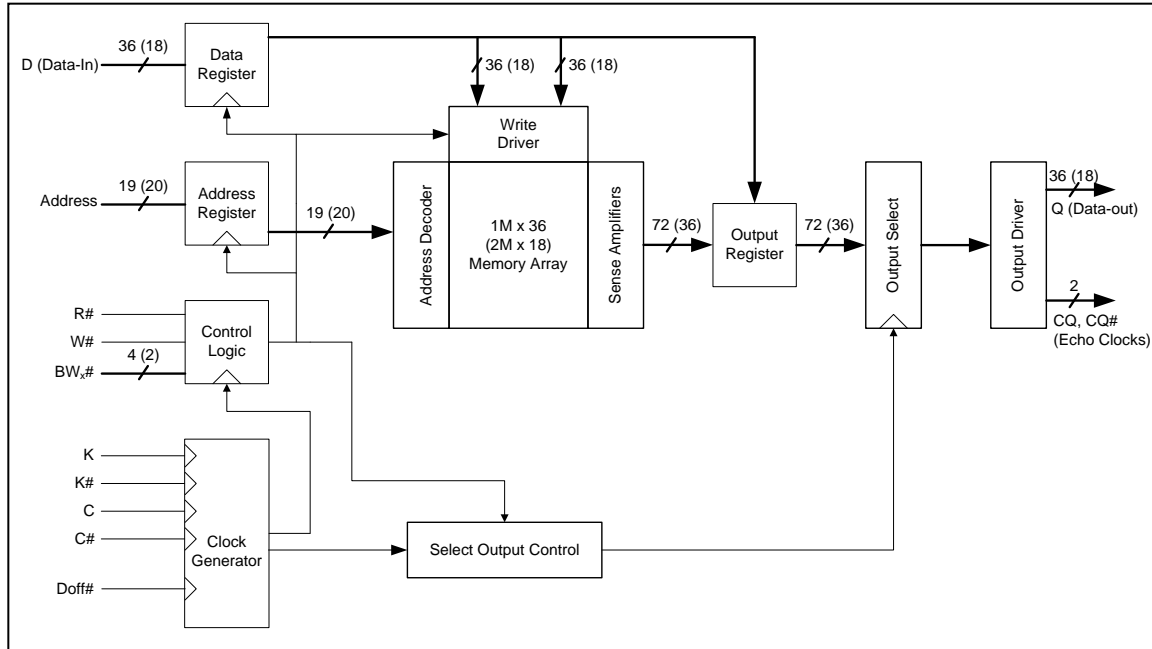 D (Data-In)
36 (18)
Data
Register
36 (18)
36 (18)
Write
Driver
Address
19 (20)
Address
Register
19 (20)
Address Decoder
1M x 36
(2M x 18)
Memory Array
Sense Amplifiers
72 (36)
Output
Register
72 (36)
Output Select
Output Driver
36 (18)
Q (Data-out)
2
CQ, CQ#
(Echo Clocks)
R#
W#
4 (2)
BWx#
Control
Logic
K
K#
C
C#
Doff#
Clock
Generator
Select Output Control